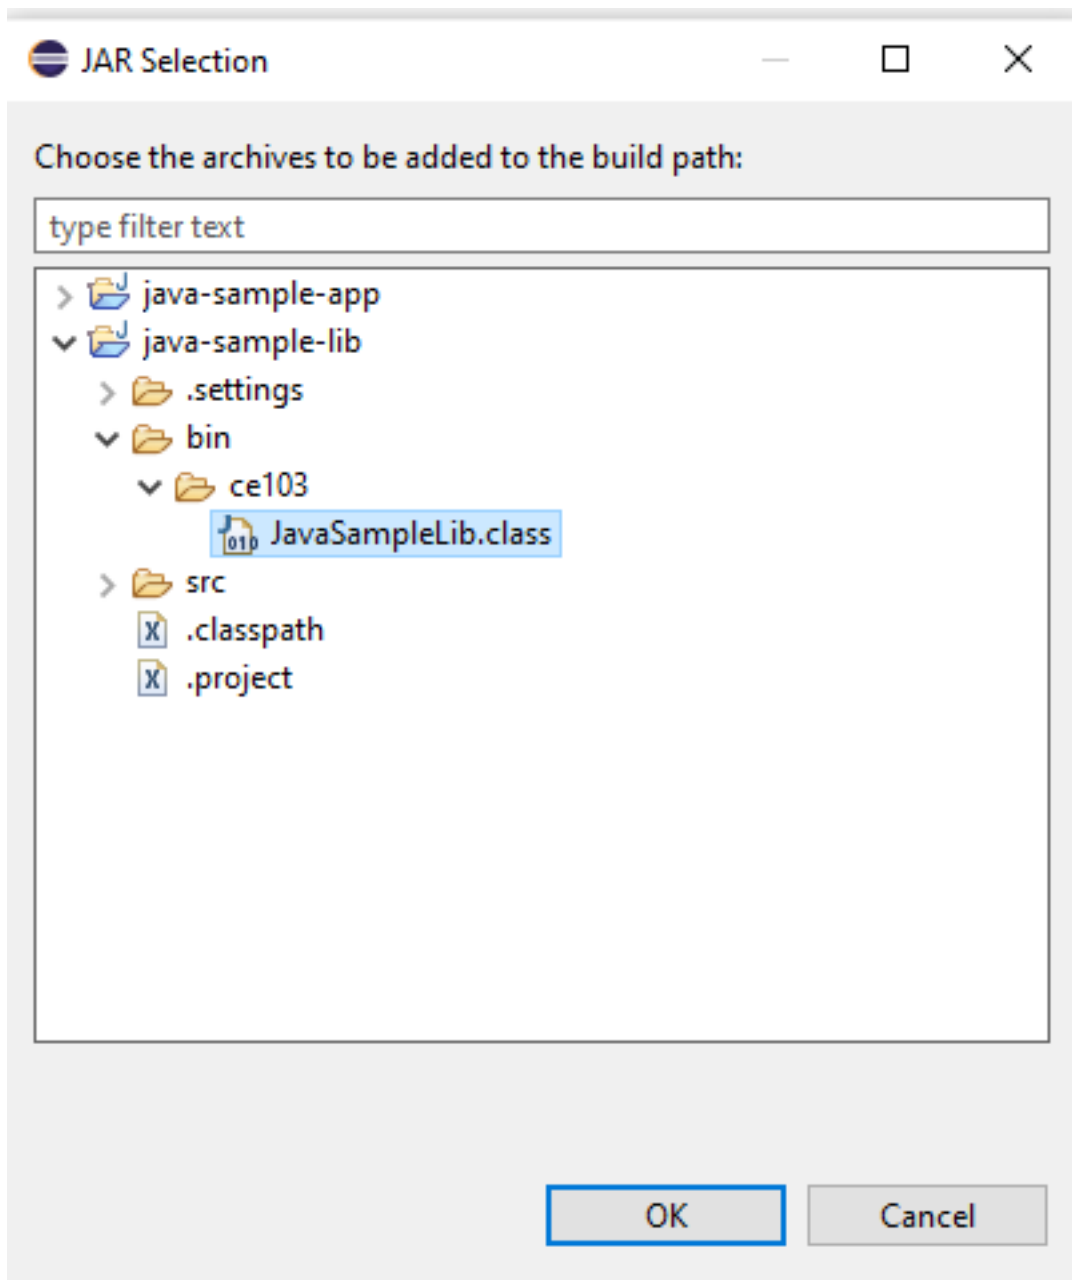 JAR Selection
Choose the archives to be added to the build path:
type filter text
java-sample-app
java-sample-lib
.settings
bin
ce103
JavaSampleLib.class
src
.classpath
.project
OK
Cancel